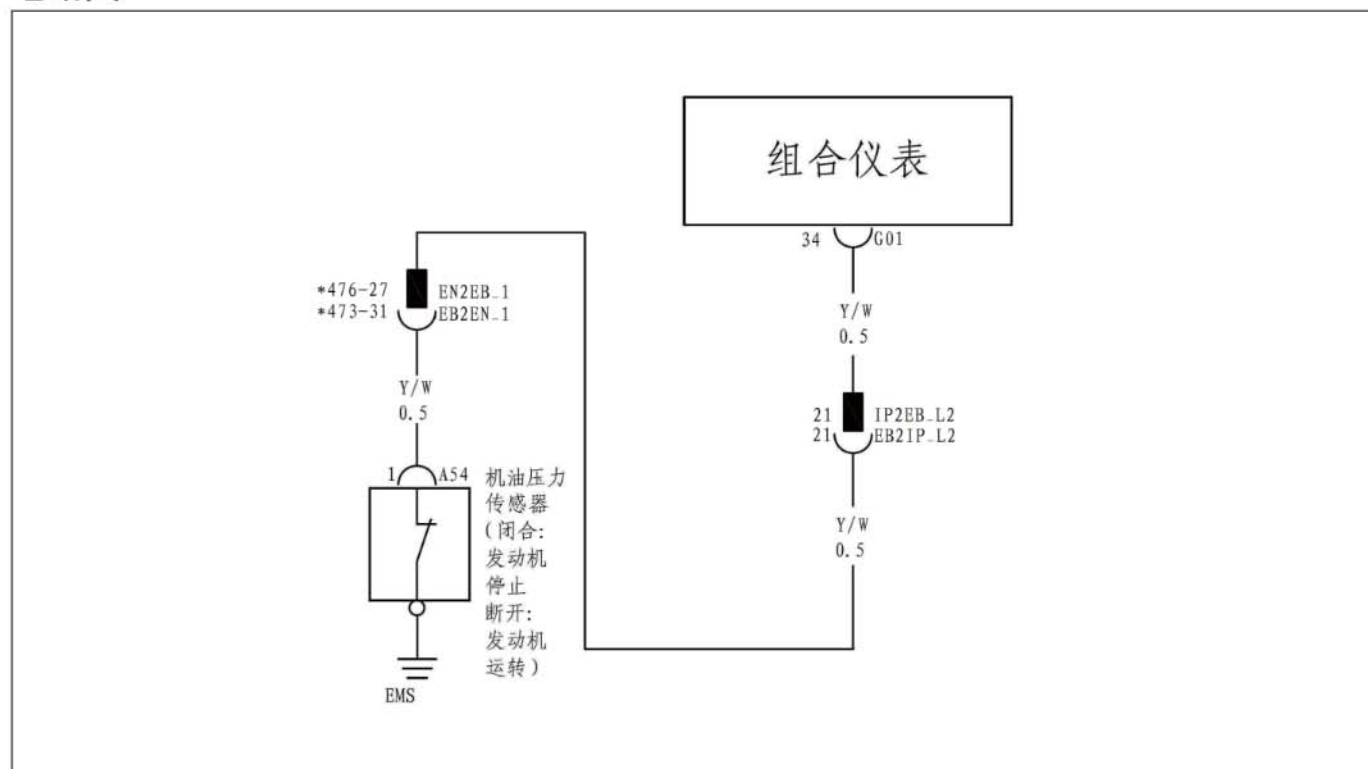 组合仪表
34 G01
*476-27 EN2EB_1
*473-31 EB2EN_1
Y/W
0.5
Y/W
0.5
21 IP2EB_L2
21 EB2IP_L2
1 A54 机油压力
传感器
(闭合:
发动机
停止
断开:
发动机
运转)
Y/W
0.5
EMS